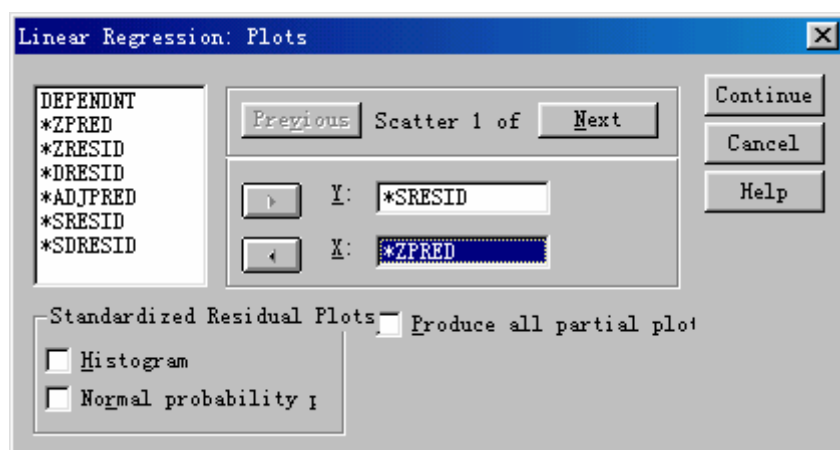 Linear Regression: Plots
DEPENDNT
*ZPRED
*ZRESID
*DRESID
*ADJPRED
*SRESID
*SDRESID
Previous
Scatter 1 of
Next
Y:
*SRESID
X:
*ZPRED
Continue
Cancel
Help
Standardized Residual Plots
Histogram
Normal probability p
Produce all partial plot